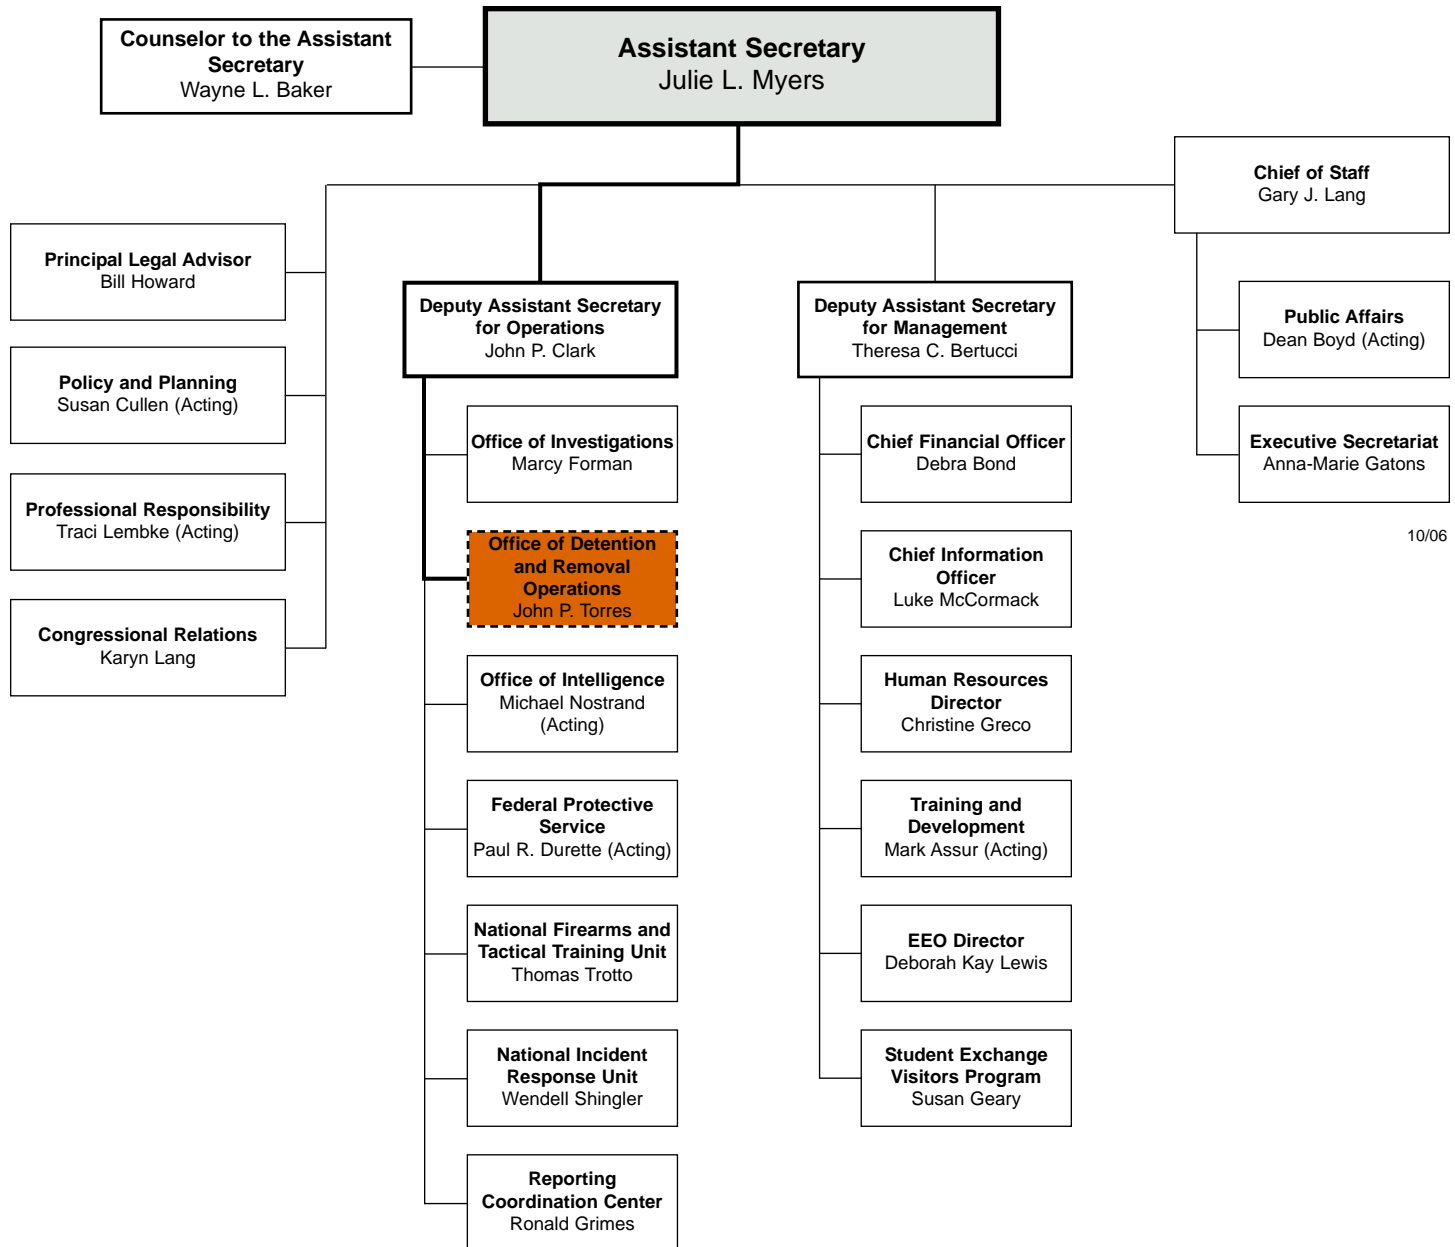 Counselor to the Assistant
Secretary
Wayne L. Baker
Assistant Secretary
Julie L. Myers
Chief of Staff
Gary J. Lang
Principal Legal Advisor
Bill Howard
Policy and Planning
Susan Cullen (Acting)
Professional Responsibility
Traci Lembke (Acting)
Congressional Relations
Karyn Lang
Deputy Assistant Secretary
for Operations
John P. Clark
Office of Investigations
Marcy Forman
Office of Detention
and Removal
Operations
John P. Torres
Office of Intelligence
Michael Nostrand
(Acting)
Federal Protective
Service
Paul R. Durette (Acting)
National Firearms and
Tactical Training Unit
Thomas Trotto
National Incident
Response Unit
Wendell Shingler
Reporting
Coordination Center
Ronald Grimes
Deputy Assistant Secretary
for Management
Theresa C. Bertucci
Chief Financial Officer
Debra Bond
Chief Information
Officer
Luke McCormack
Human Resources
Director
Christine Greco
Training and
Development
Mark Assur (Acting)
EEO Director
Deborah Kay Lewis
Student Exchange
Visitors Program
Susan Geary
Public Affairs
Dean Boyd (Acting)
Executive Secretariat
Anna-Marie Gatons
10/06